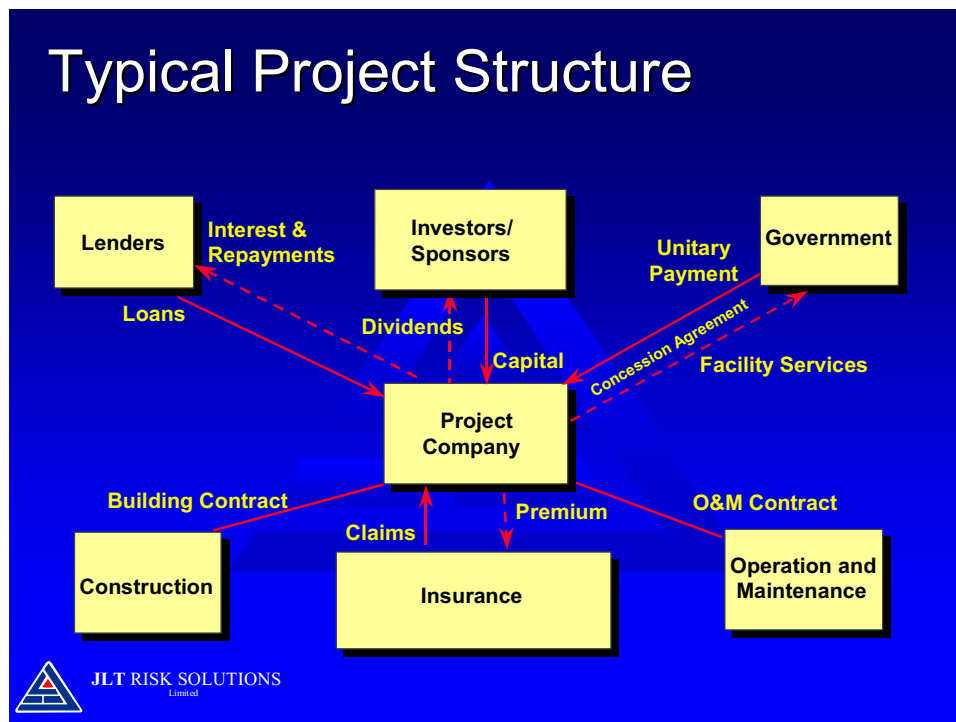 Typical Project Structure
Lenders
Interest &
Repayments
Investors/
Sponsors
Unitary
Payment
Government
Loans
Dividends
Capital
Concession Agreement
Facility Services
Project
Company
Building Contract
Claims
Premium
O&M Contract
Construction
Insurance
Operation and
Maintenance
JLT RISK SOLUTIONS
Limited